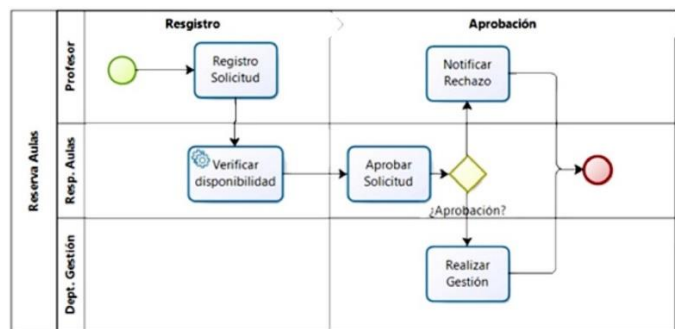 Resgistro
Aprobación
Reserva Aulas
Profesor
Registro
Solicitud
Notificar
Rechazo
Resp. Aulas
Verificar
disponibilidad
Aprobar
Solicitud
¿Aprobación?
Dept. Gestión
Realizar
Gestión